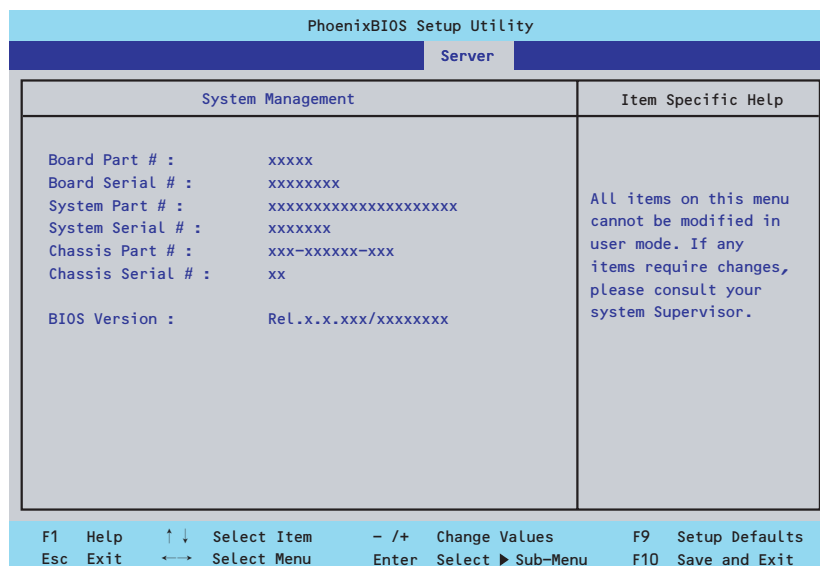 PhoenixBIOS Setup Utility
Server
System Management
Item Specific Help
Board Part # : xxxxx
Board Serial # : xxxxxxxx
System Part # : xxxxxxxxxxxxxxxxxxxxx
System Serial # : xxxxxxx
Chassis Part # : xxx-xxxxxx-xxx
Chassis Serial # : xx
BIOS Version : Rel.x.x.xxx/xxxxxxxx
All items on this menu
cannot be modified in
user mode. If any
items require changes,
please consult your
system Supervisor.
F1 Help ↑↓ Select Item - /+ Change Values F9 Setup Defaults
Esc Exit ←→ Select Menu Enter Select ▶ Sub-Menu F10 Save and Exit